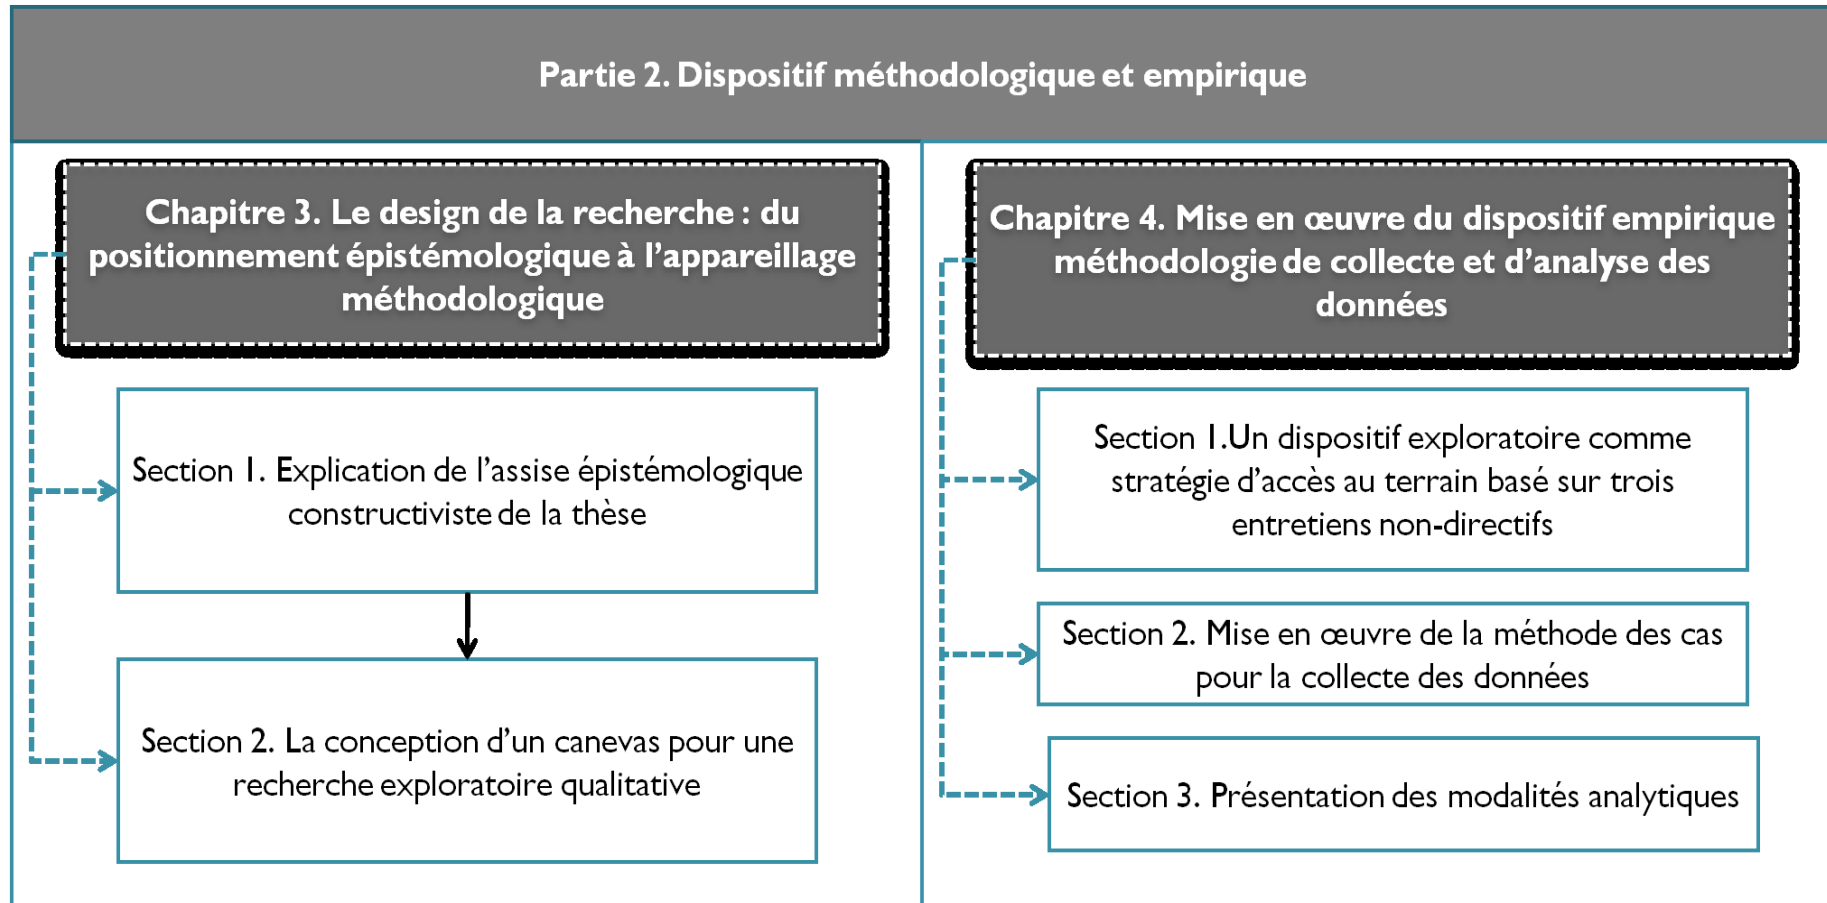 Partie 2. Dispositif méthodologique et empirique
Chapitre 3. Le design de la recherche : du
positionnement épistémologique à l’appareillage
méthodologique
Section 1. Explication de l’assise épistémologique
constructiviste de la thèse
Section 2. La conception d’un canevas pour une
recherche exploratoire qualitative
Chapitre 4. Mise en œuvre du dispositif empirique
méthodologie de collecte et d’analyse des
données
Section 1.Un dispositif exploratoire comme
stratégie d’accès au terrain basé sur trois
entretiens non-directifs
Section 2. Mise en œuvre de la méthode des cas
pour la collecte des données
Section 3. Présentation des modalités analytiques